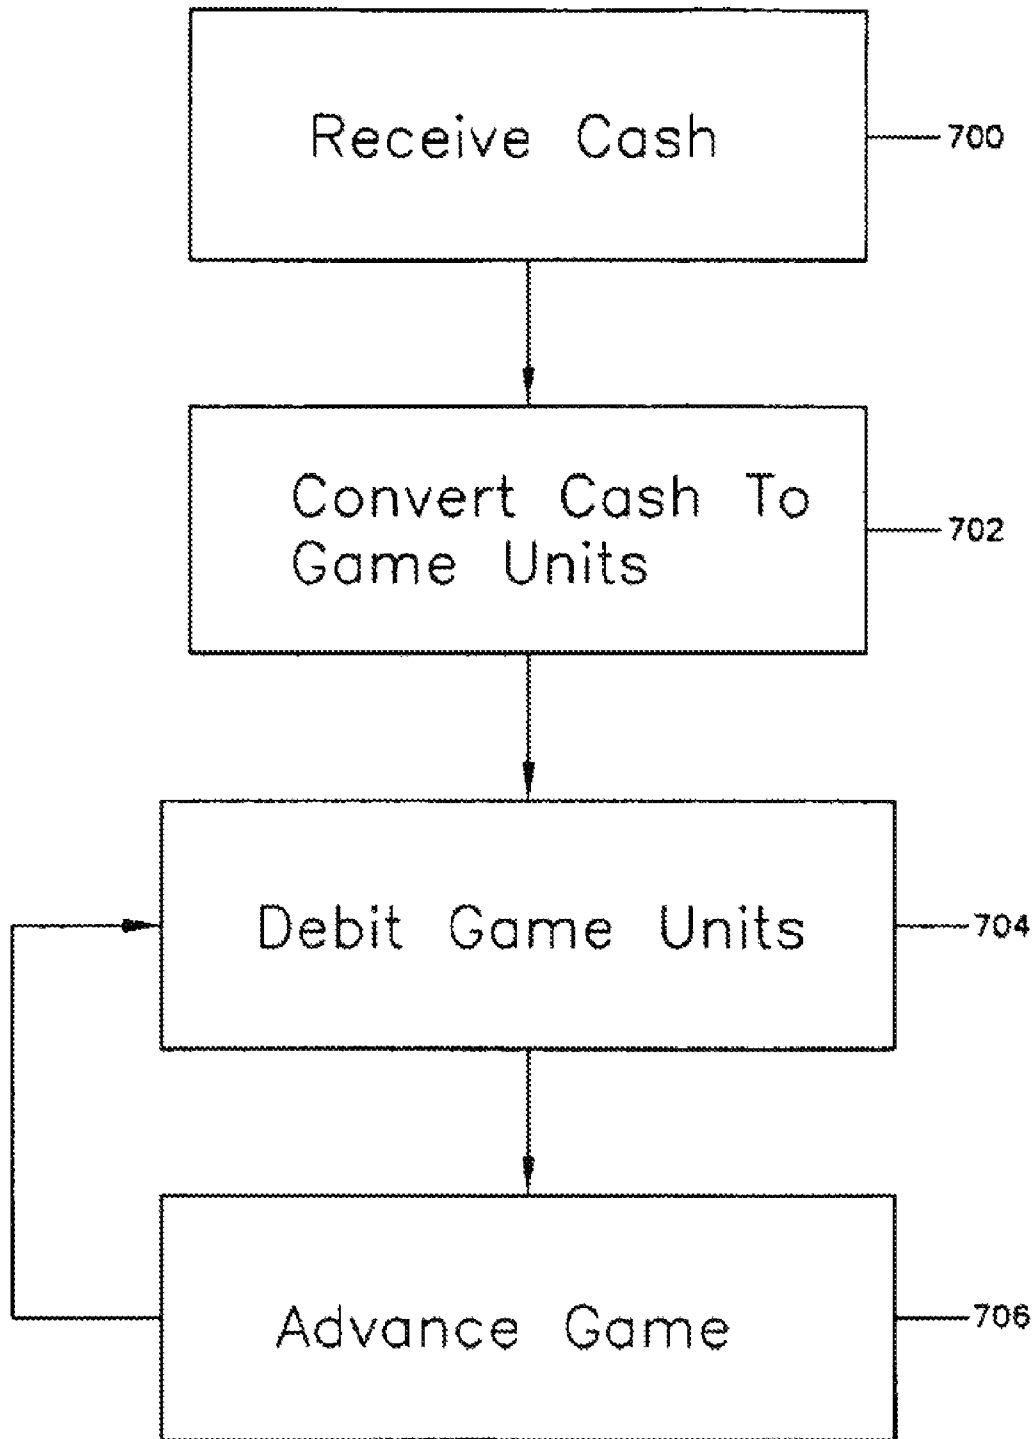 Receive Cash
700
Convert Cash To
Game Units
702
Debit Game Units
704
Advance Game
706